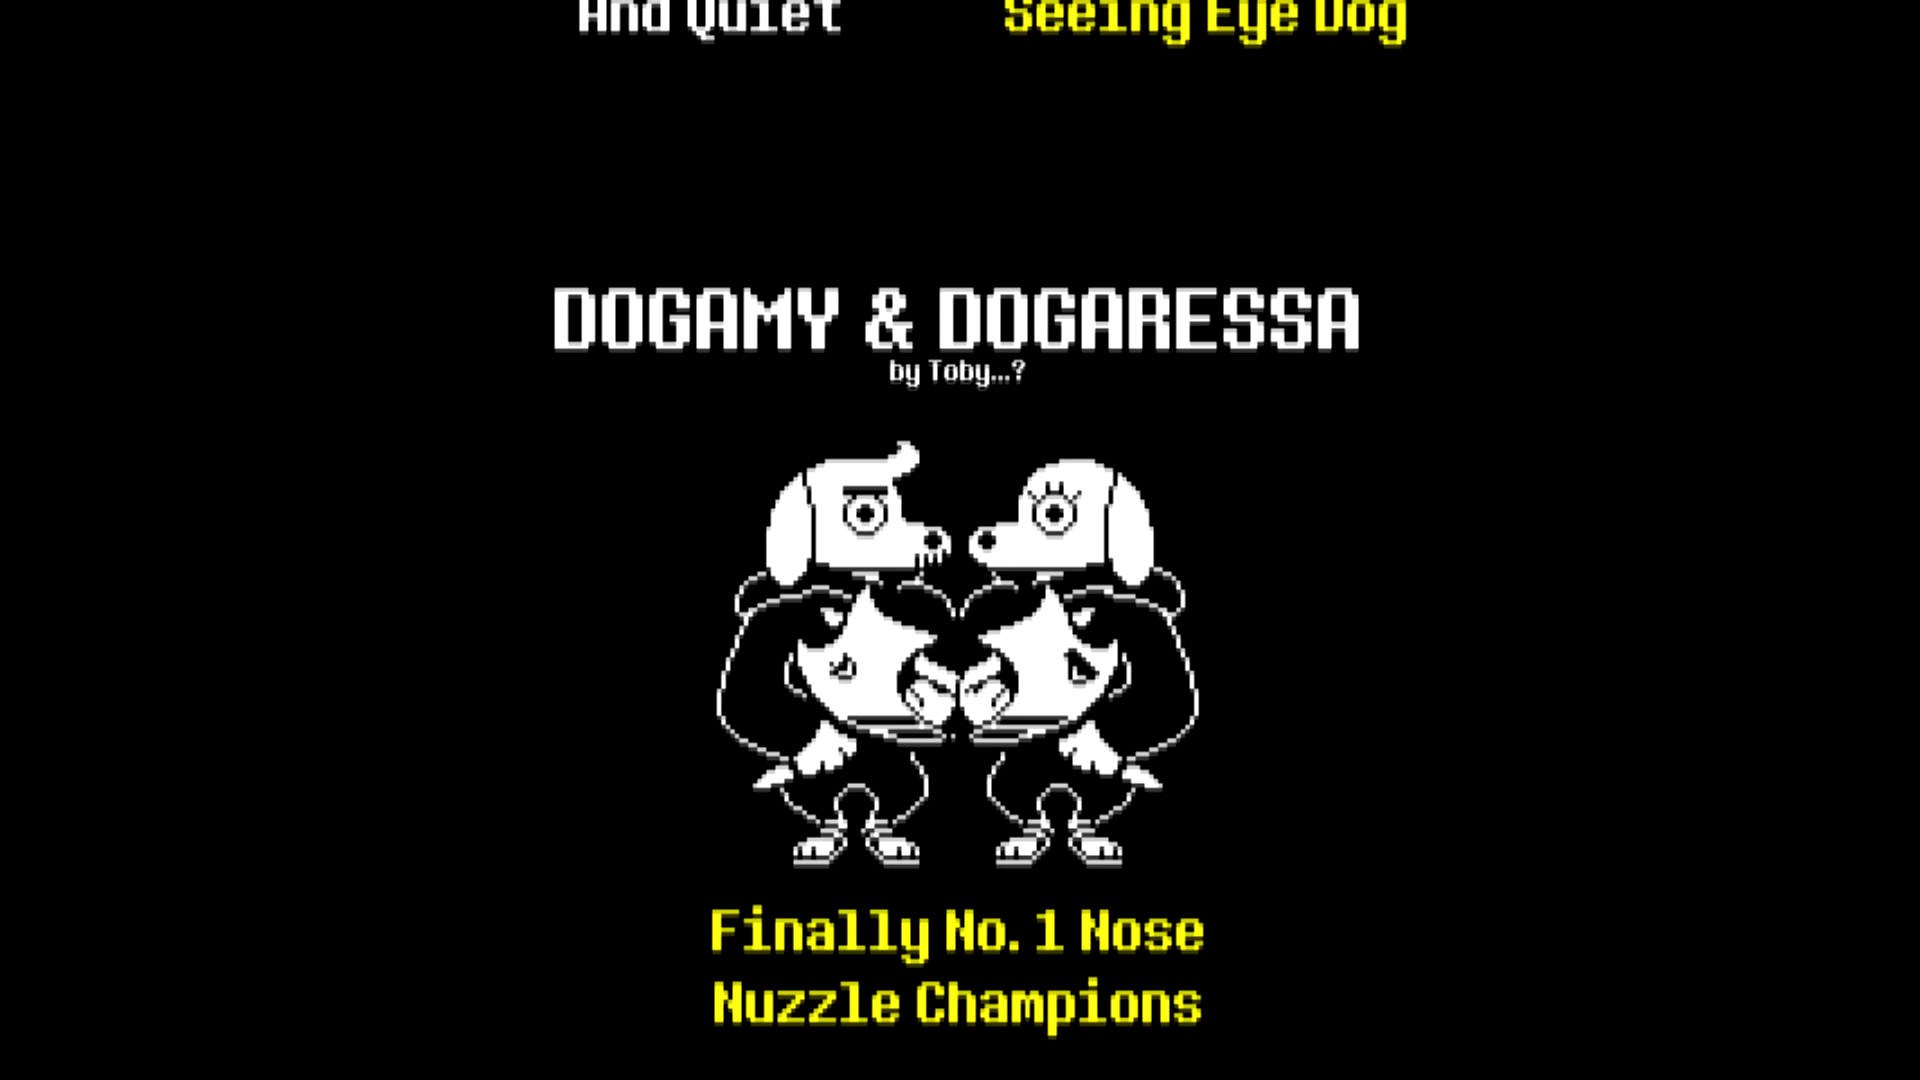 And Quiet
Seeing Eye Dog
DOGAMY & DOGARESSA
by Toby...?
Finally No. 1 Nose
Nuzzle Champions